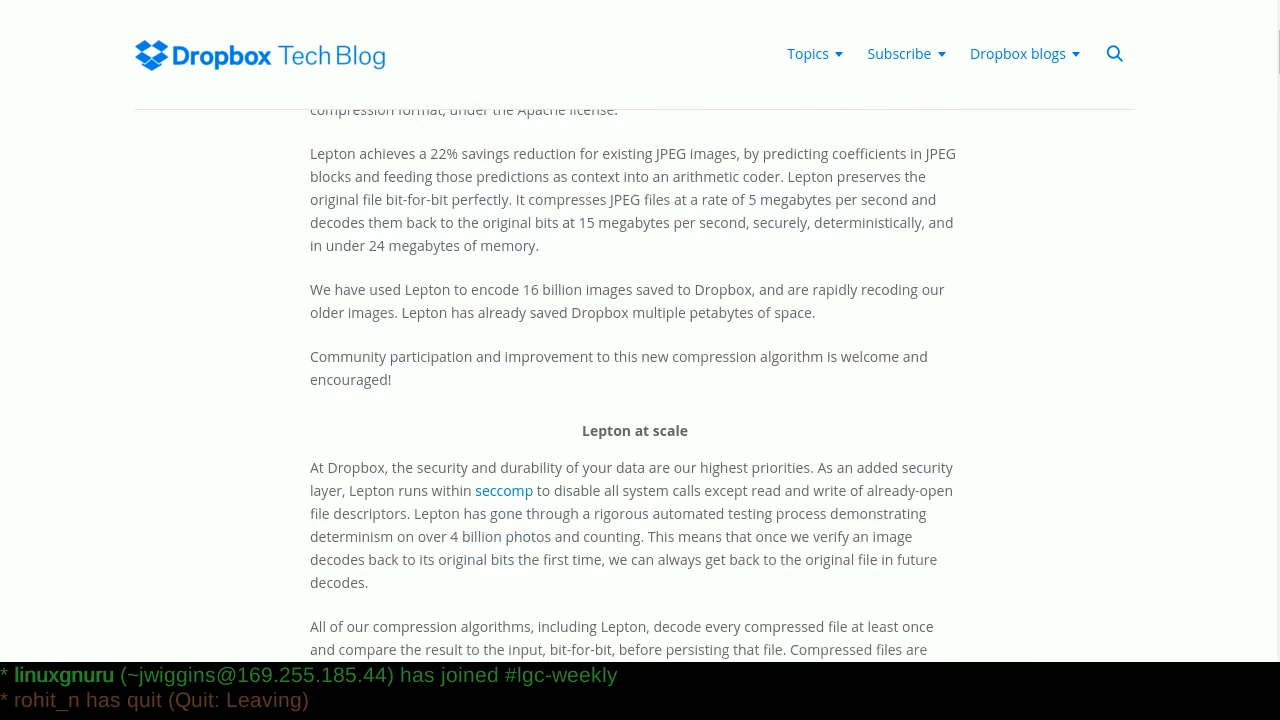 Dropbox Tech Blog
Topics Subscribe Dropbox blogs
compression format, under the Apache license.
Lepton achieves a 22% savings reduction for existing JPEG images, by predicting coefficients in JPEG
blocks and feeding those predictions as context into an arithmetic coder. Lepton preserves the
original file bit-for-bit perfectly. It compresses JPEG files at a rate of 5 megabytes per second and
decodes them back to the original bits at 15 megabytes per second, securely, deterministically, and
in under 24 megabytes of memory.
We have used Lepton to encode 16 billion images saved to Dropbox, and are rapidly recoding our
older images. Lepton has already saved Dropbox multiple petabytes of space.
Community participation and improvement to this new compression algorithm is welcome and
encouraged!
Lepton at scale
At Dropbox, the security and durability of your data are our highest priorities. As an added security
layer, Lepton runs within seccomp to disable all system calls except read and write of already-open
file descriptors. Lepton has gone through a rigorous automated testing process demonstrating
determinism on over 4 billion photos and counting. This means that once we verify an image
decodes back to its original bits the first time, we can always get back to the original file in future
decodes.
All of our compression algorithms, including Lepton, decode every compressed file at least once
and compare the result to the input, bit-for-bit, before persisting that file. Compressed files are
* linuxgnuru (~jwiggins@169.255.185.44) has joined #lgc-weekly
* rohit_n has quit (Quit: Leaving)